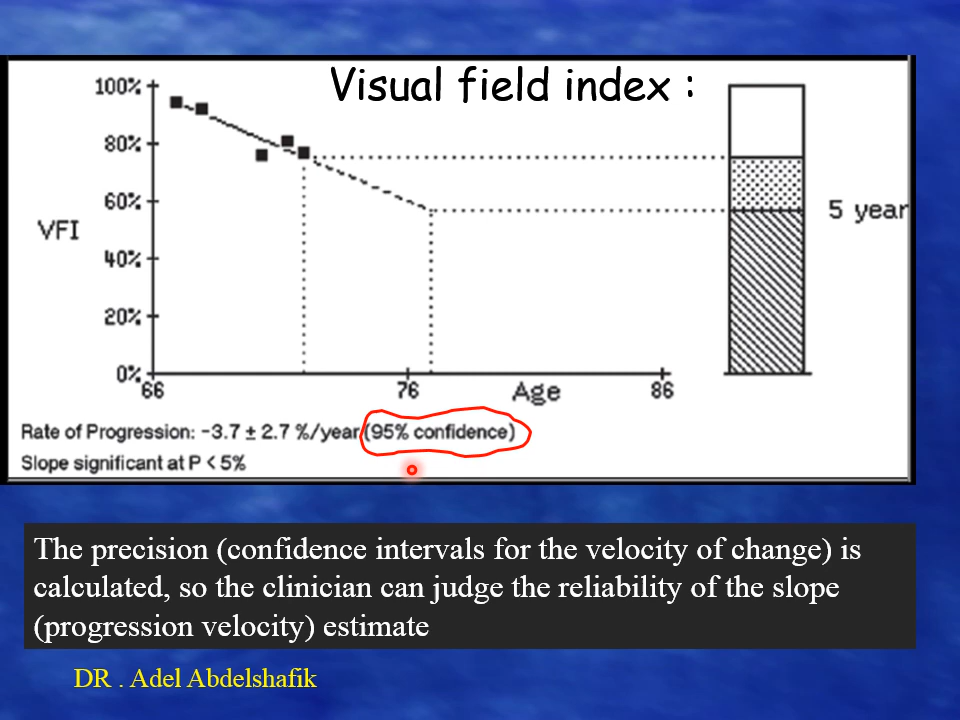 Visual field index :
100%
80%
60%
VFI
40%
20%
0%
66
76
Age
86
5 year
Rate of Progression: -3.7 ± 2.7 %/year (95% confidence)
Slope significant at P < 5%
The precision (confidence intervals for the velocity of change) is
calculated, so the clinician can judge the reliability of the slope
(progression velocity) estimate
DR . Adel Abdelshafik